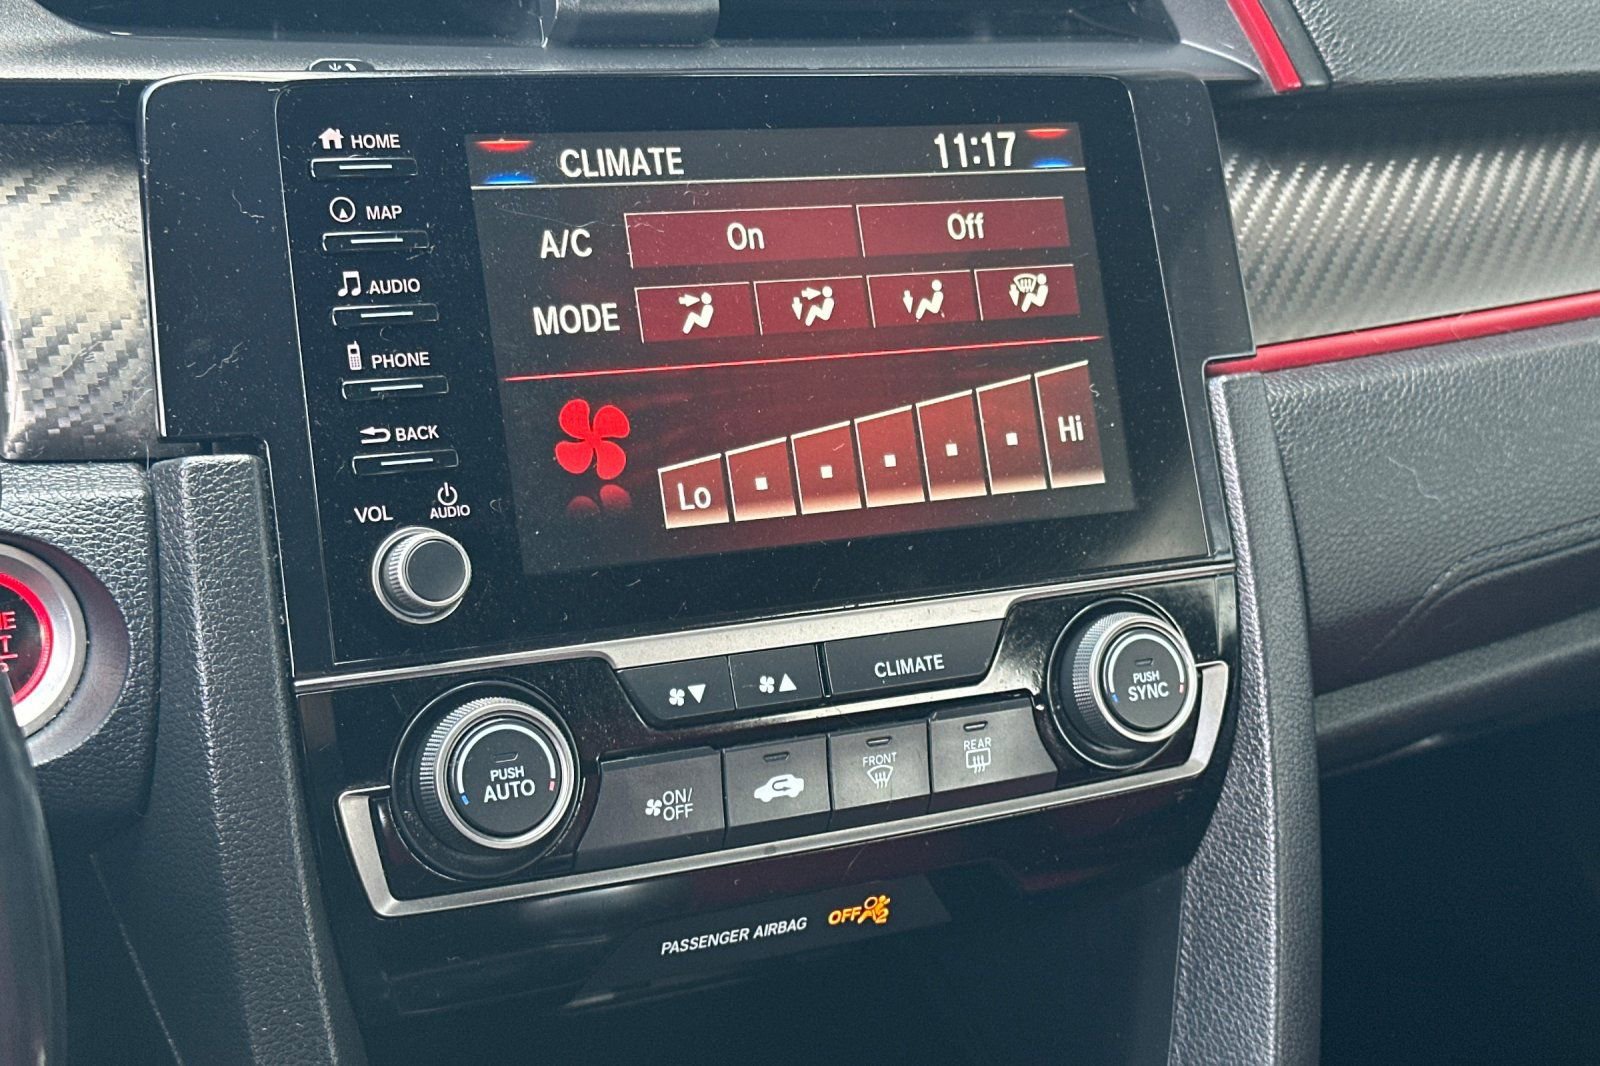 HOME
MAP
AUDIO
PHONE
BACK
VOL
AUDIO
CLIMATE 11:17
A/C On Off
MODE
Lo Hi
CLIMATE
PUSH
AUTO
ON/
OFF
FRONT
REAR
PUSH
SYNC
PASSENGER AIRBAG OFF 2